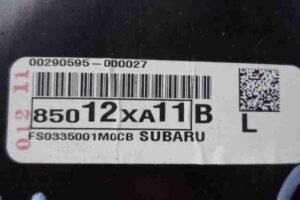 00290595-000027
85012XA11B
L
FS0335001M0CB SUBARU
012 11